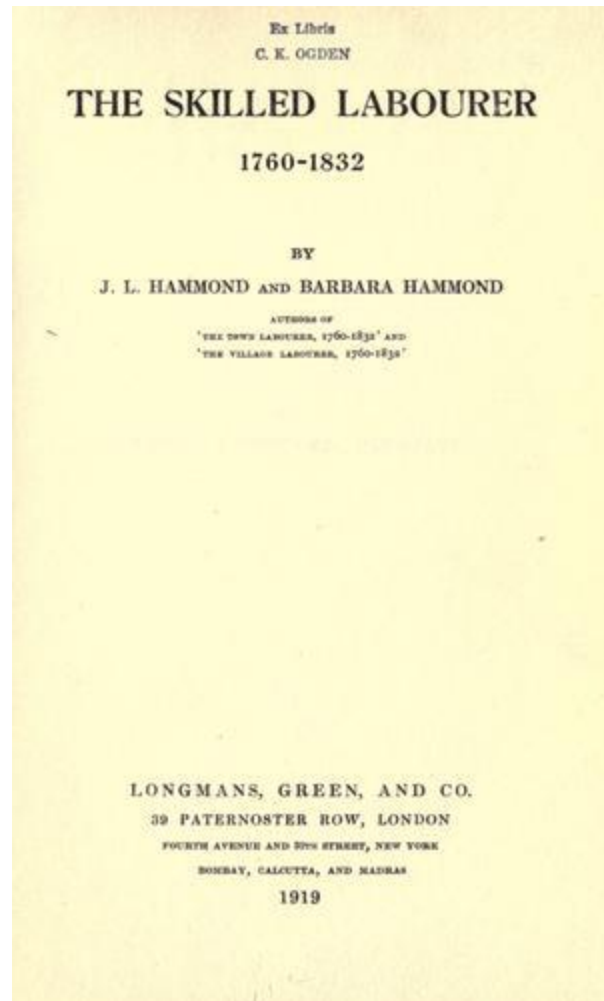 Ex Libris
C. K. OGDEN
THE SKILLED LABOURER
1760-1832
BY
J. L. HAMMOND AND BARBARA HAMMOND
AUTHORS OF
'THE TOWN LABOURER, 1760-1832' AND
'THE VILLAGE LABOURER, 1760-1832'
LONGMANS, GREEN, AND CO.
39 PATERNOSTER ROW, LONDON
FOURTH AVENUE AND 30TH STREET, NEW YORK
BOMBAY, CALCUTTA, AND MADRAS
1919